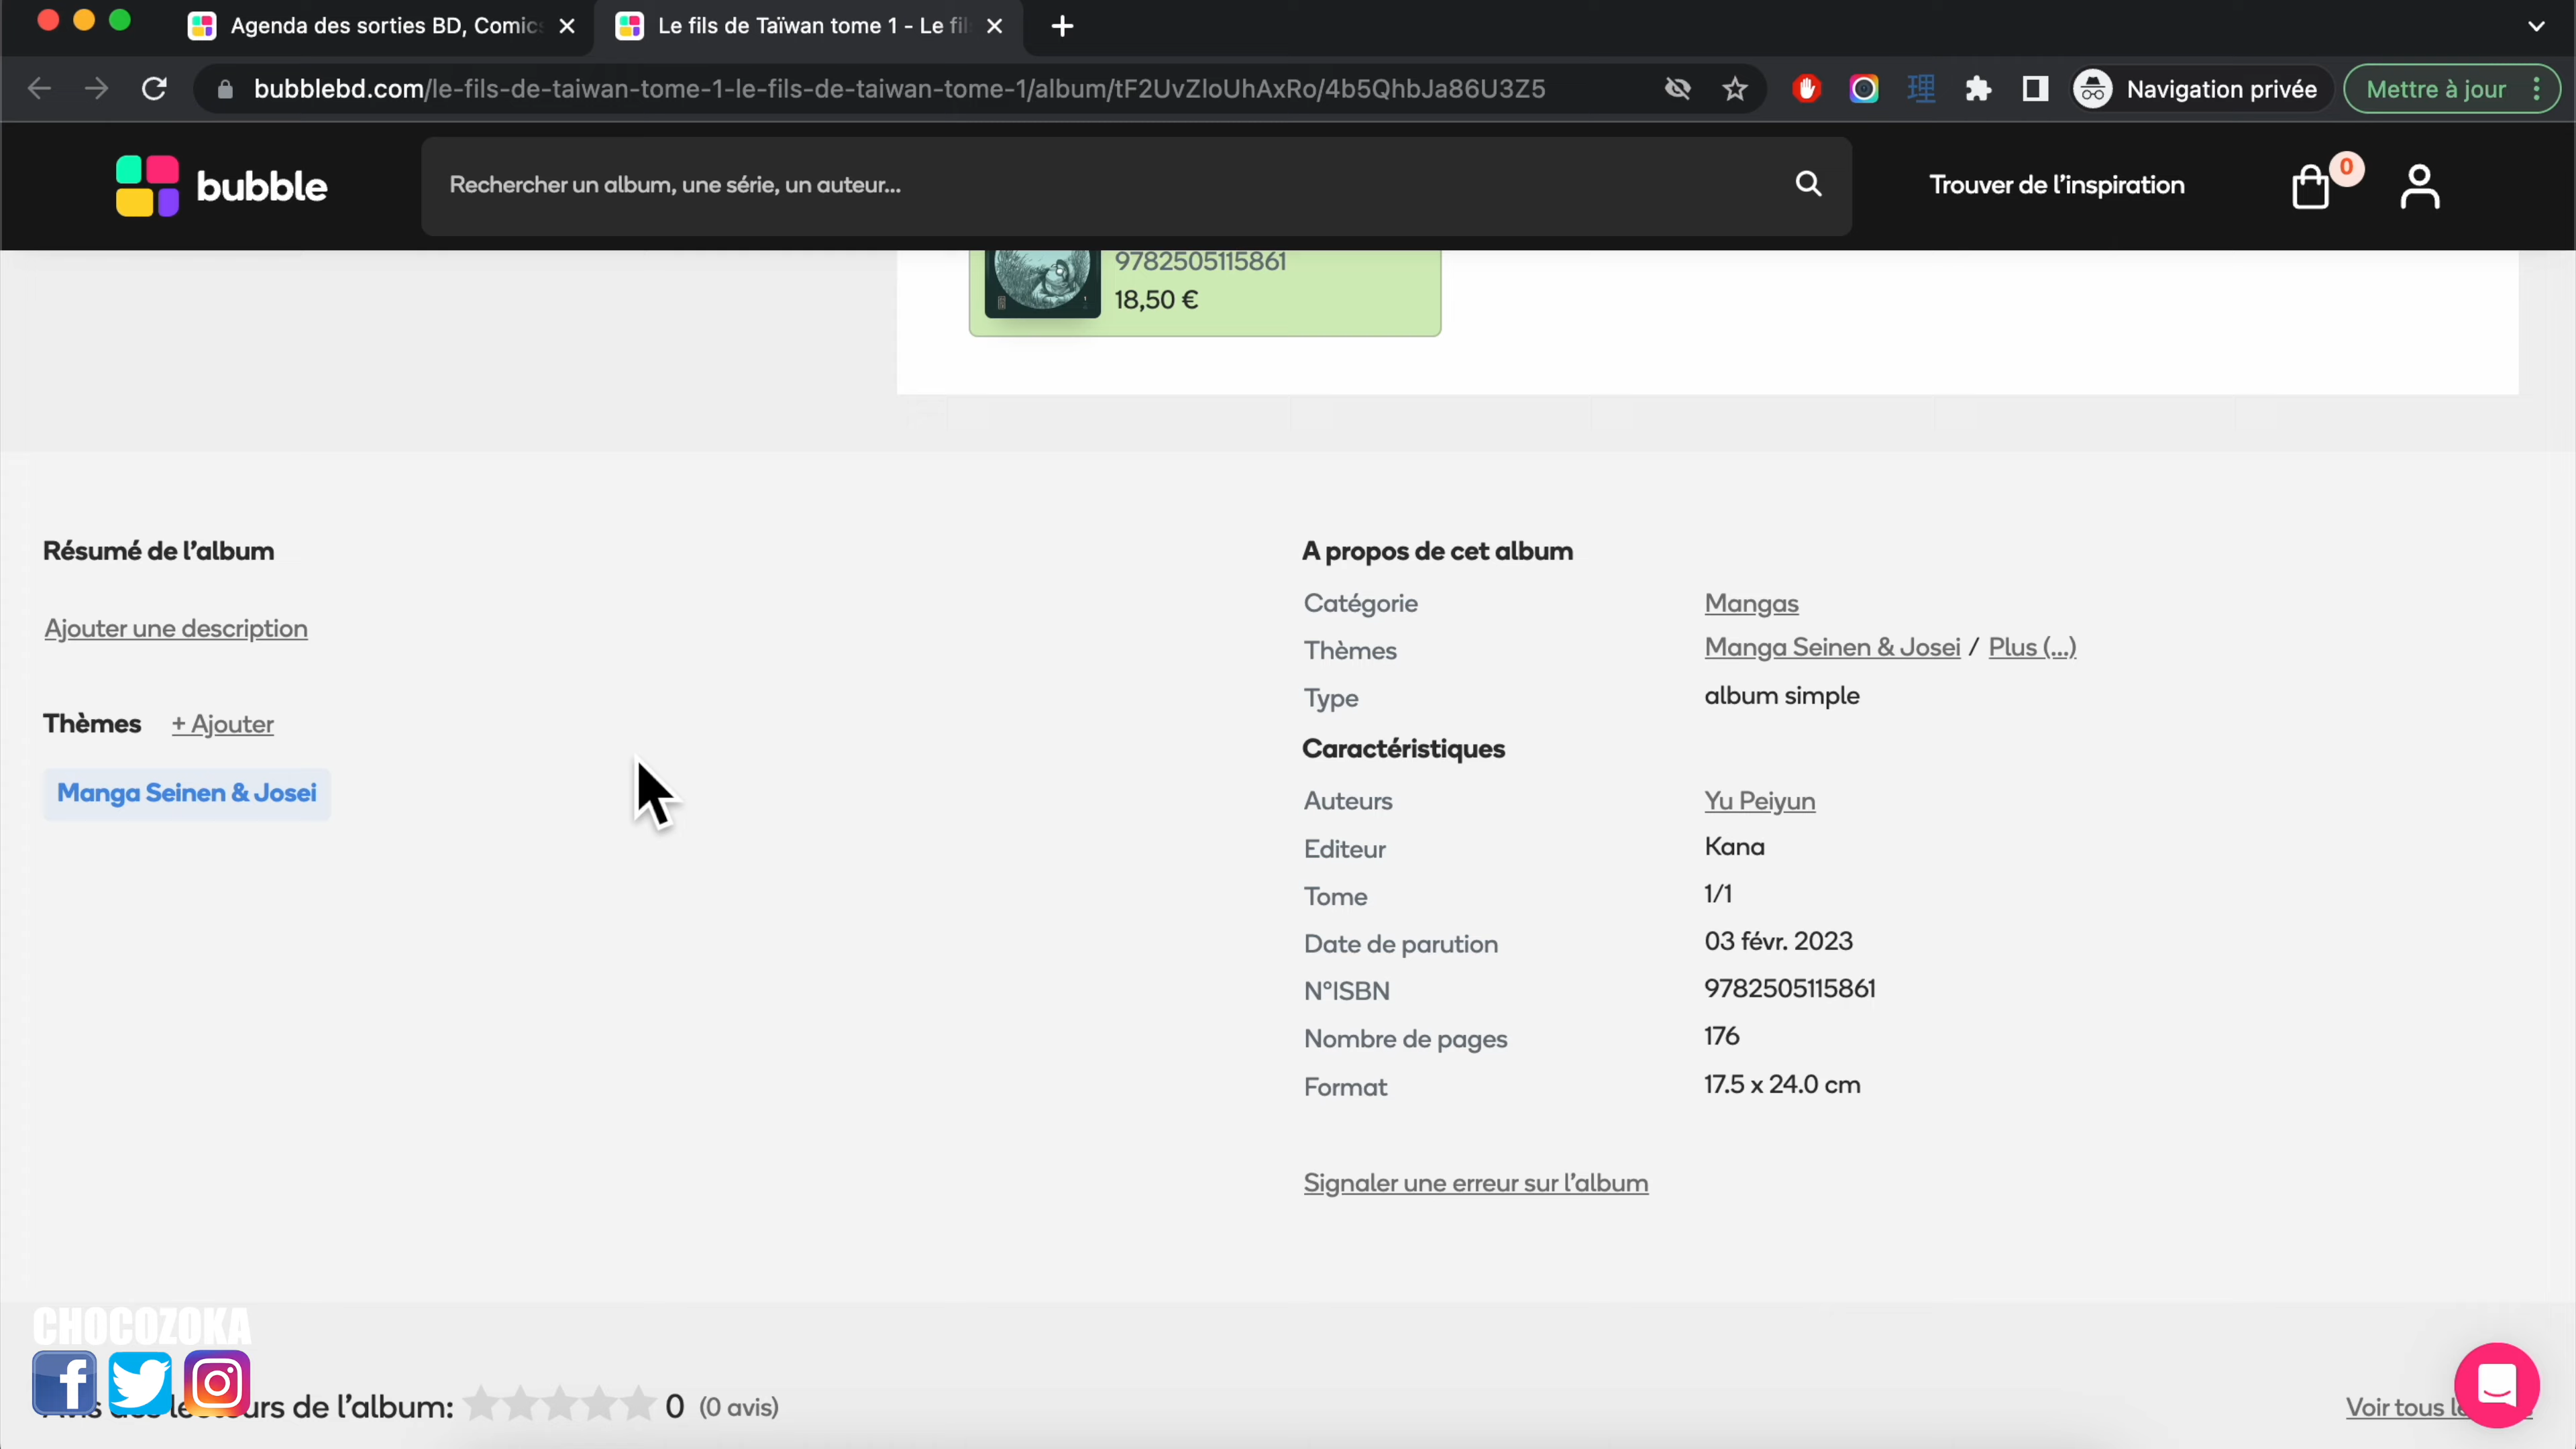 Agenda des sorties BD, Comics
Le fils de Taïwan tome 1 - Le fil
bubblebd.com/le-fils-de-taiwan-tome-1-le-fils-de-taiwan-tome-1/album/tF2UvZIoUhAxRo/4b5QhbJa86U3Z5
Navigation privée
Mettre à jour
bubble
Rechercher un album, une série, un auteur...
Trouver de l'inspiration
0
9782505115861
18,50 €
Résumé de l'album
Ajouter une description
Thèmes + Ajouter
Manga Seinen & Josei
A propos de cet album
Catégorie Mangas
Thèmes Manga Seinen & Josei / Plus (...)
Type album simple
Caractéristiques
Auteurs Yu Peiyun
Editeur Kana
Tome 1/1
Date de parution 03 févr. 2023
N°ISBN 9782505115861
Nombre de pages 176
Format 17.5 x 24.0 cm
Signaler une erreur sur l'album
CHOCOZOKA
de l'album: 0 (0 avis)
Voir tous